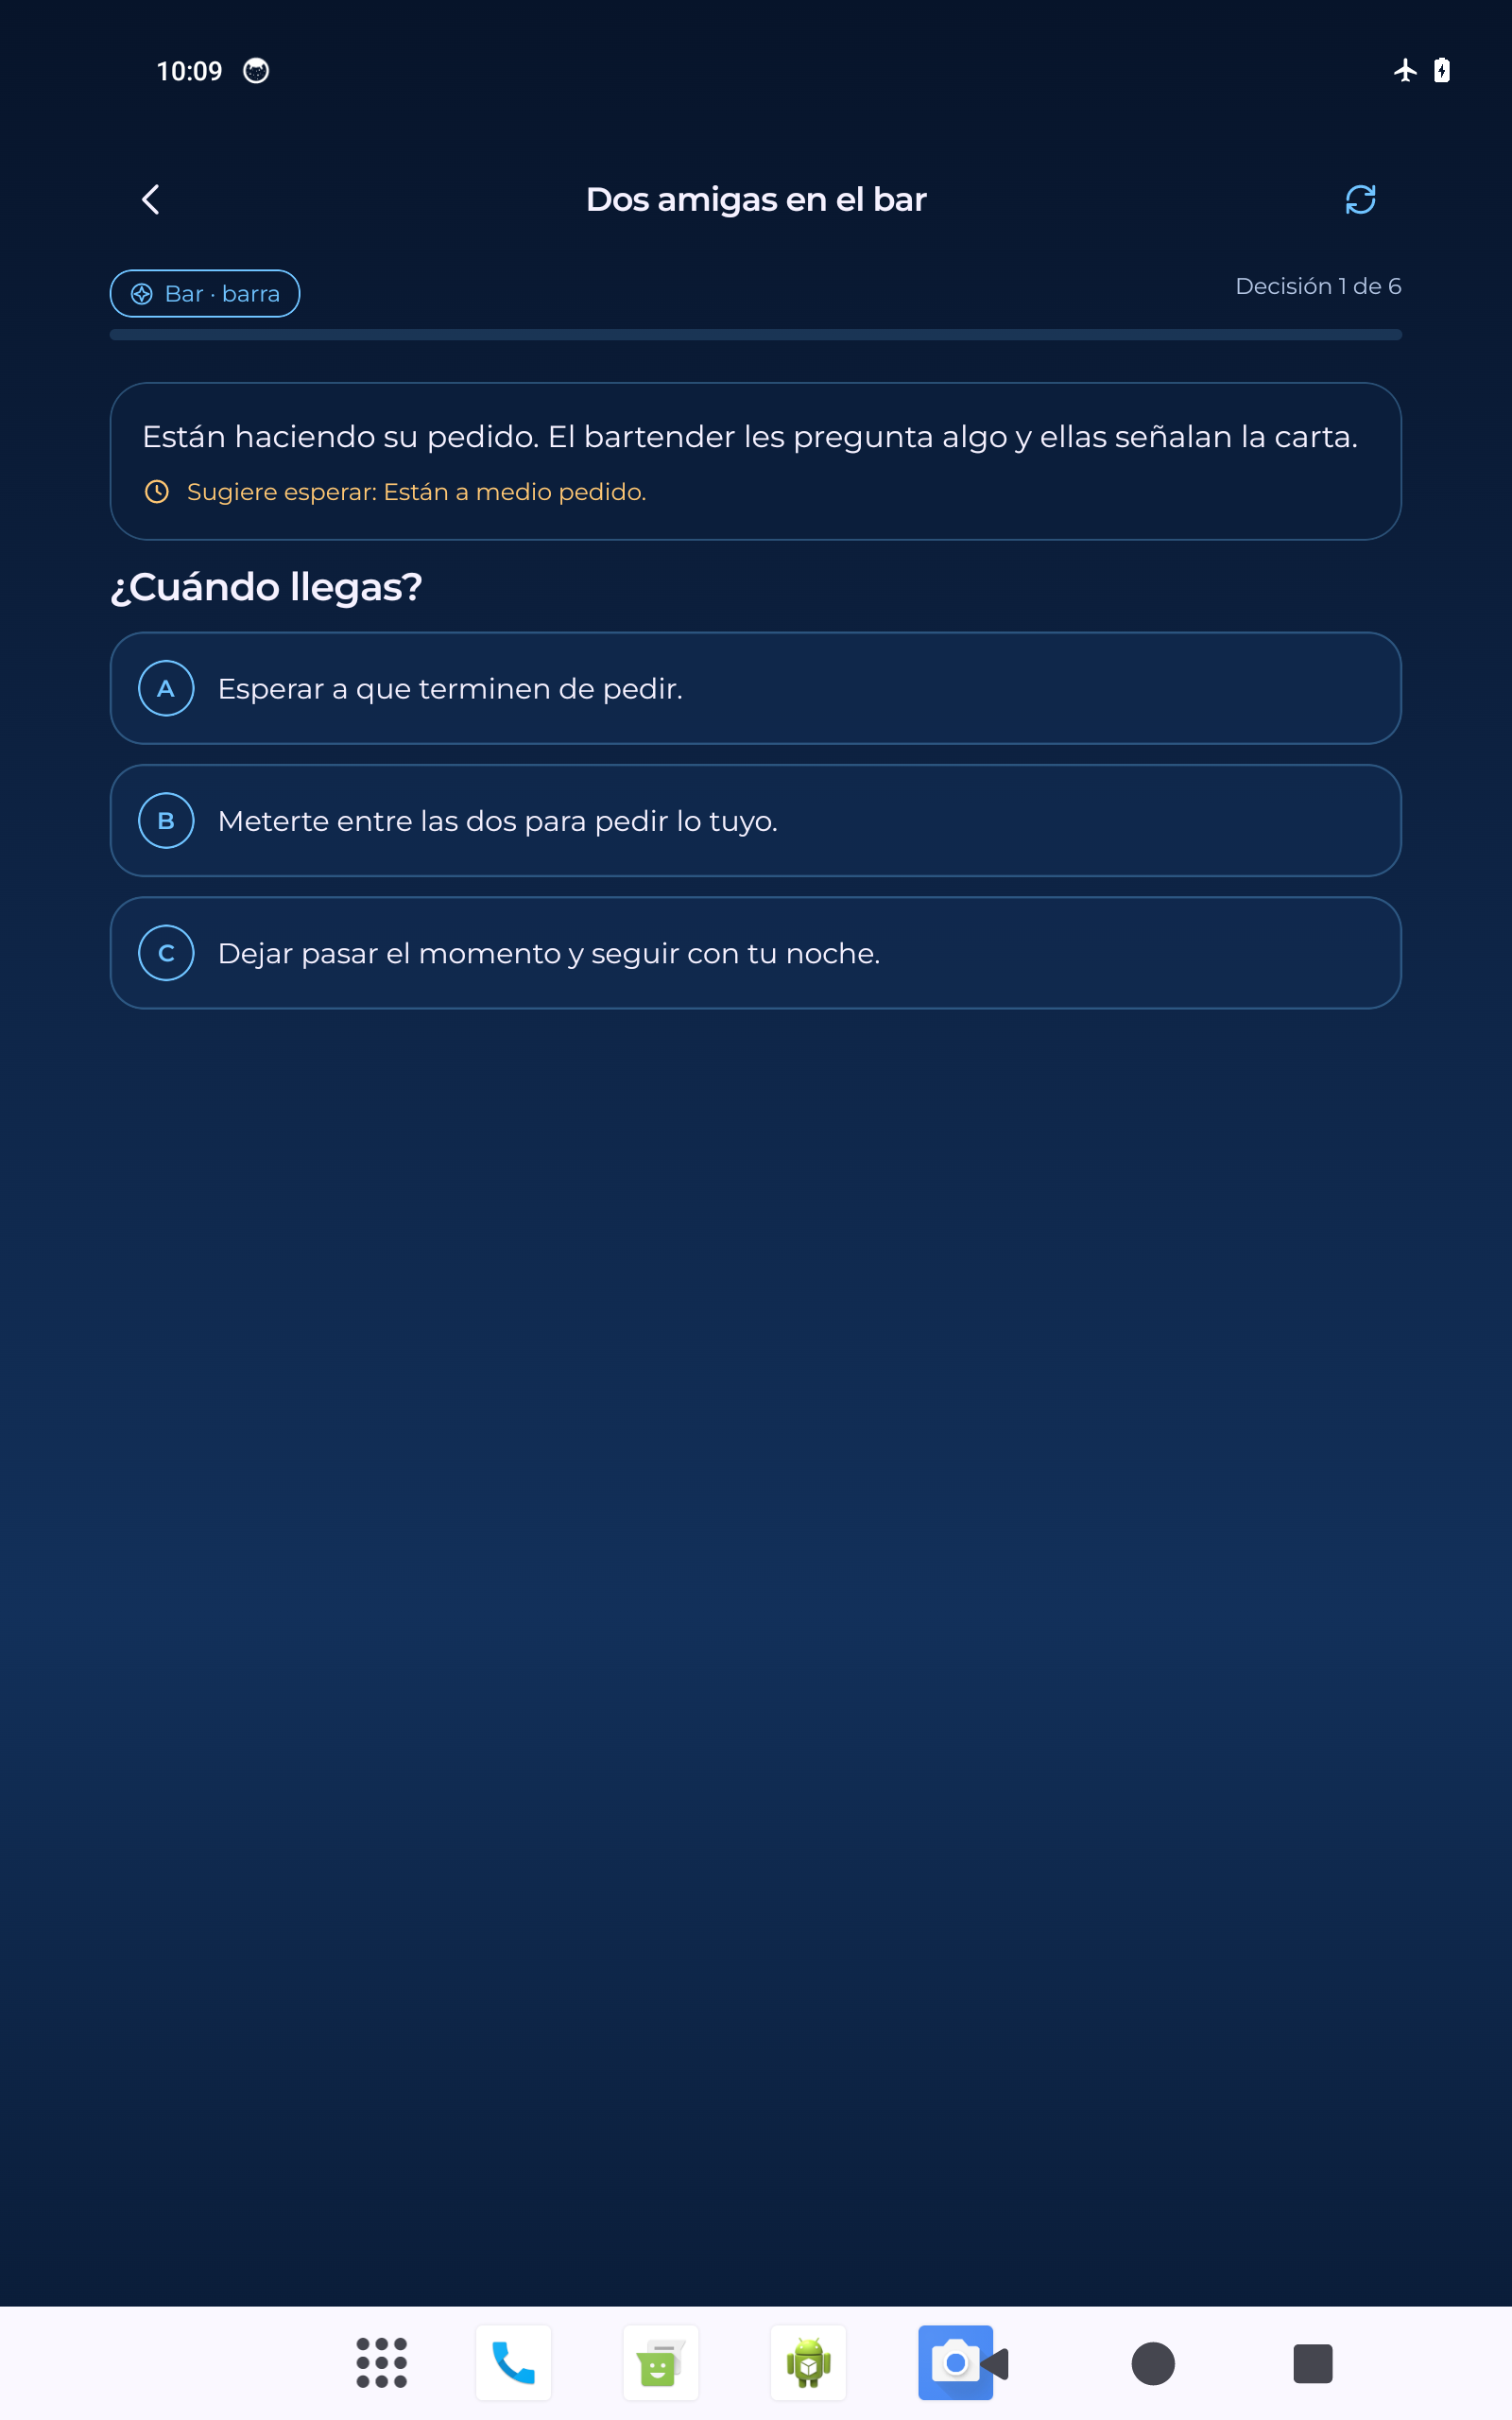 10:09
Dos amigas en el bar
Bar · barra
Decisión 1 de 6
Están haciendo su pedido. El bartender les pregunta algo y ellas señalan la carta.
Sugiere esperar: Están a medio pedido.
¿Cuándo llegas?
A Esperar a que terminen de pedir.
B Meterte entre las dos para pedir lo tuyo.
C Dejar pasar el momento y seguir con tu noche.